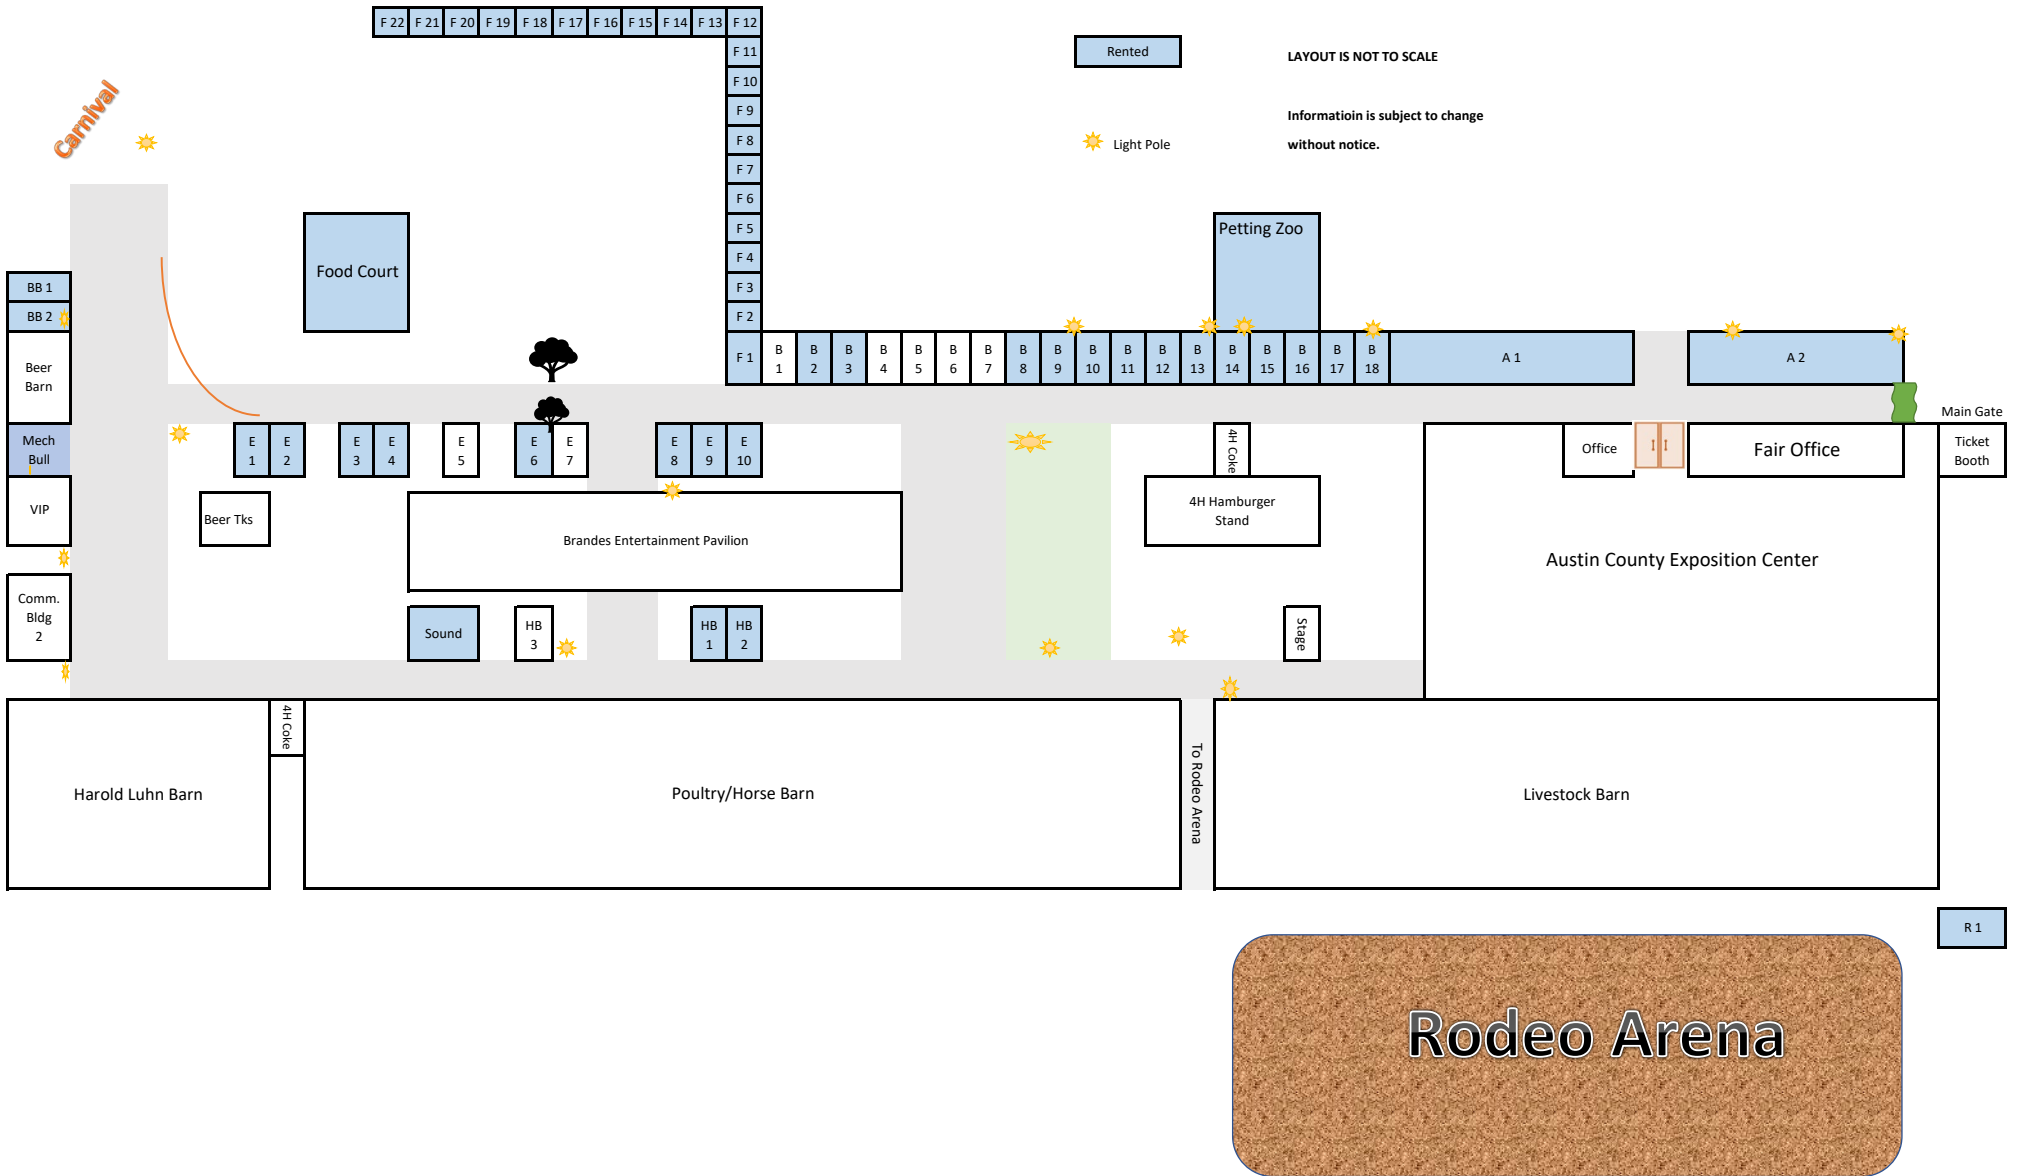 F 22 F 21 F 20 F 19 F 18 F 17 F 16 F 15 F 14 F 13 F 12
F 11
Rented
LAYOUT IS NOT TO SCALE
F 10
Carnival
F 9
Informatioin is subject to change
F 8
Light Pole
without notice.
F 7
F 6
F 5
Petting Zoo
F 4
Food Court
F 3
BB 1
F 2
BB 2
F 1
B 1
B 2
B 3
B 4
B 5
B 6
B 7
B 8
B 9
B 10
B 11
B 12
B 13
B 14
B 15
B 16
B 17
B 18
A 1
A 2
Beer
Barn
Main Gate
Mech
Bull
E 1
E 2
E 3
E 4
E 5
E 6
E 7
E 8
E 9
E 10
4H Coke
Office
Fair Office
Ticket
Booth
VIP
Beer Tks
4H Hamburger
Stand
Brandes Entertainment Pavilion
Austin County Exposition Center
Comm.
Bldg
2
Sound
HB
3
HB
1
HB
2
Stage
4H Coke
To Rodeo Arena
Harold Luhn Barn
Poultry/Horse Barn
Livestock Barn
R 1
Rodeo Arena